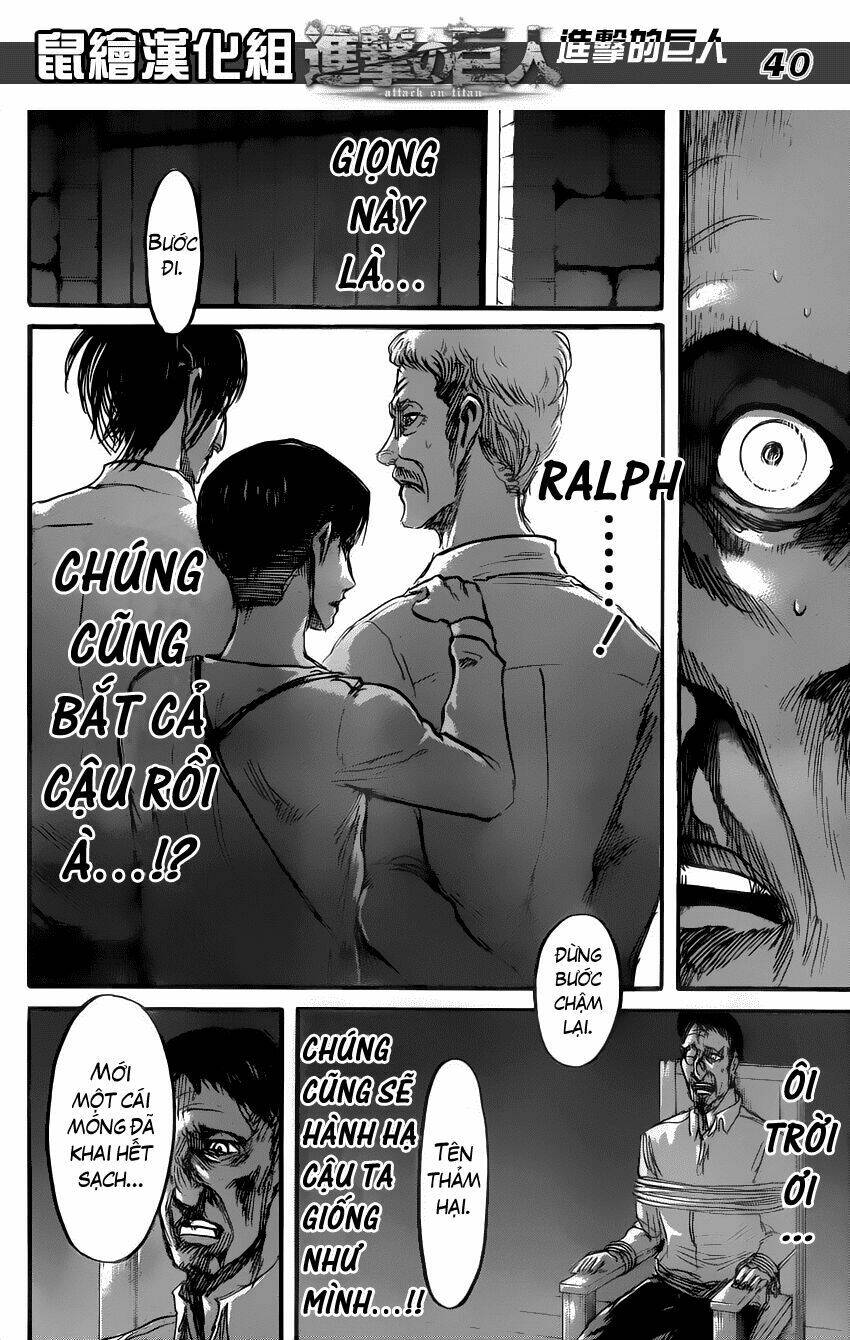 鼠繪漢化組
進撃の巨人
attack on titan
進擊的巨人
40
GIỌNG
NÀY
LÀ...
BƯỚC
ĐI.
RALPH
......!
CHÚNG
CŨNG
BẮT CẢ
CẬU RỒI
À...!?
ĐỪNG
BƯỚC
CHẬM
LẠI.
MỚI
MỘT CÁI
MÓNG ĐÃ
KHAI HẾT
SẠCH...
CHÚNG
CŨNG SẼ
HÀNH HẠ
CẬU TA
GIỐNG
NHƯ
MÌNH...!!
TÊN
THẢM
HẠI.
ÔI
TRỜI
ƠI
...